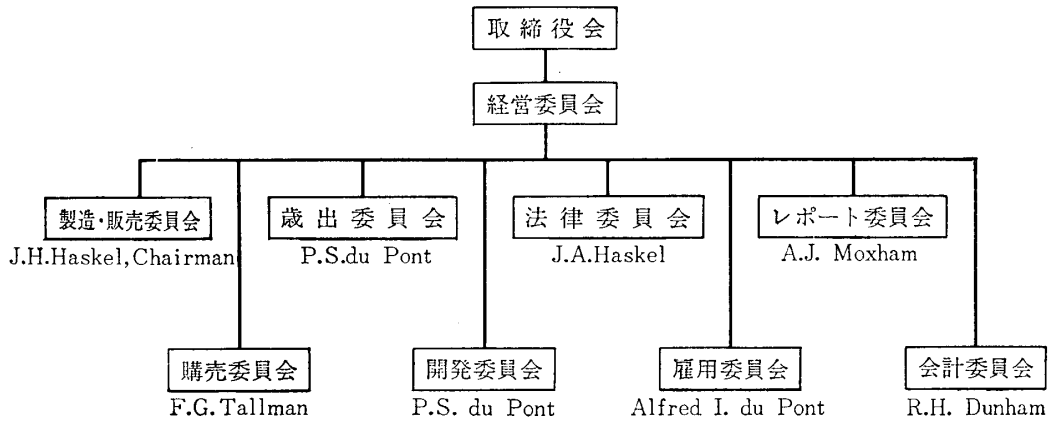 取締役会
経営委員会
製造・販売委員会
J.H.Haskel,Chairman
歳出委員会
P.S.du Pont
法律委員会
J.A.Haskel
レポート委員会
A.J. Moxham
購売委員会
F.G.Tallman
開発委員会
P.S. du Pont
雇用委員会
Alfred I. du Pont
会計委員会
R.H. Dunham